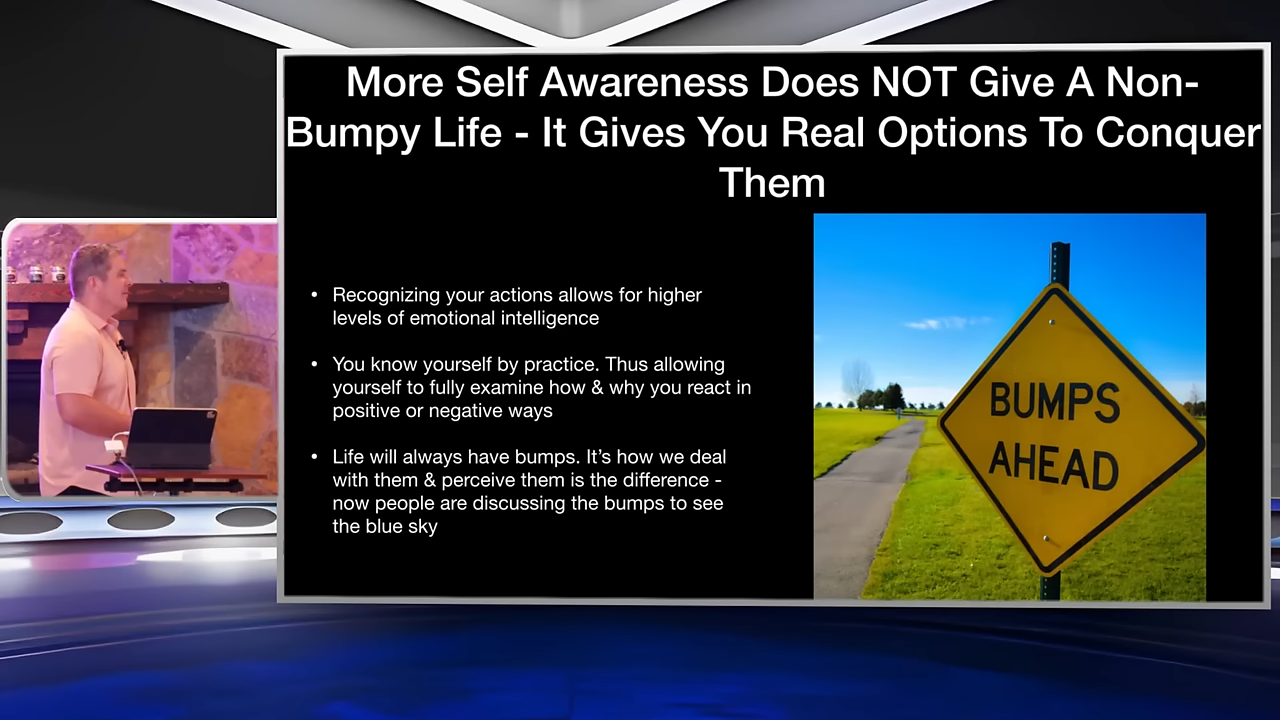 More Self Awareness Does NOT Give A Non-
Bumpy Life - It Gives You Real Options To Conquer
Them
• Recognizing your actions allows for higher
levels of emotional intelligence
• You know yourself by practice. Thus allowing
yourself to fully examine how & why you react in
positive or negative ways
• Life will always have bumps. It’s how we deal
with them & perceive them is the difference -
now people are discussing the bumps to see
the blue sky
BUMPS
AHEAD